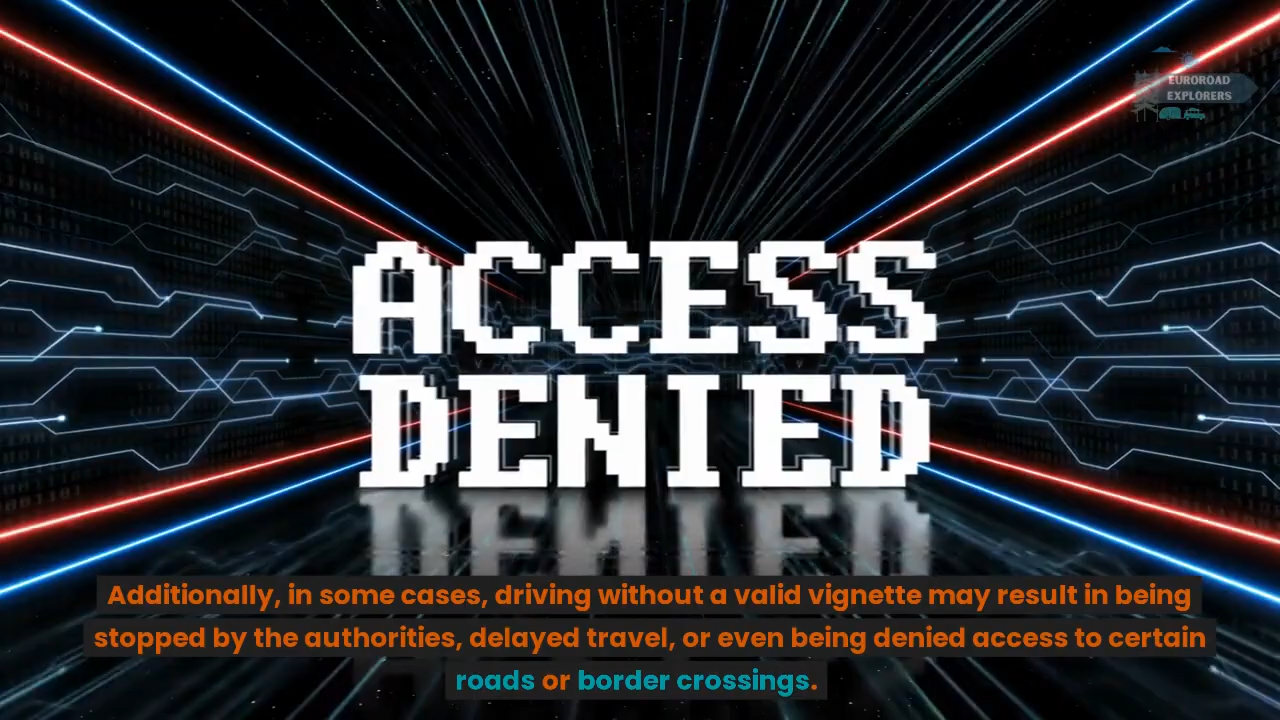 EUROROAD
EXPLORERS
ACCESS
DENIED
Additionally, in some cases, driving without a valid vignette may result in being
stopped by the authorities, delayed travel, or even being denied access to certain
roads or border crossings.